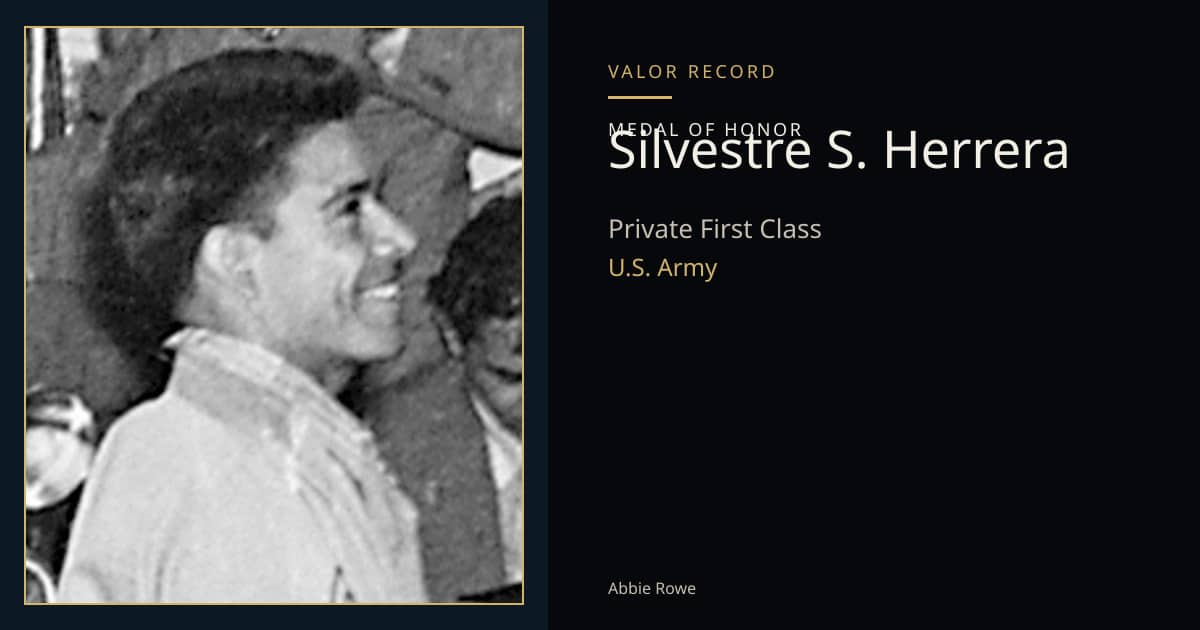 VALOR RECORD
MEDAL OF HONOR
Silvestre S. Herrera
Private First Class
U.S. Army
Abbie Rowe